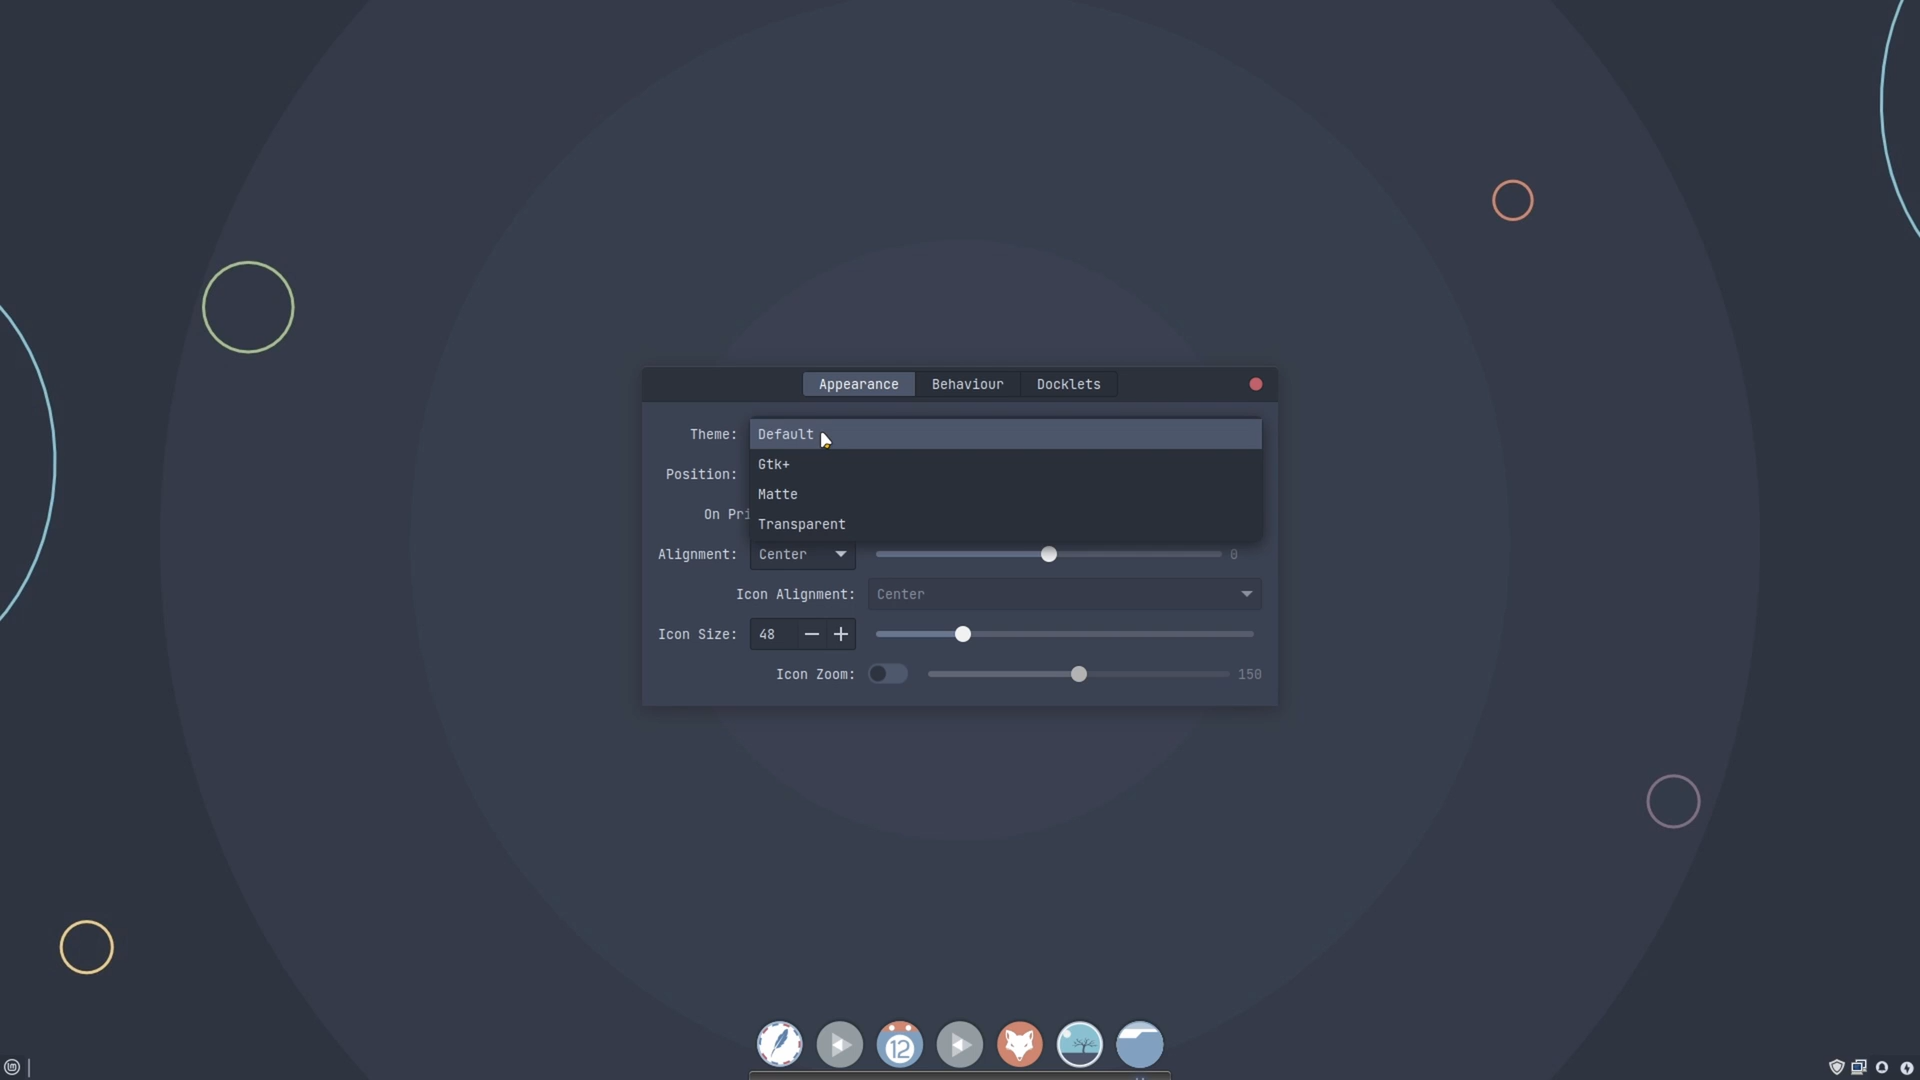 Appearance Behaviour Docklets
Theme: Default
Gtk+
Position:
Matte
On Pri
Transparent
Alignment: Center 0
Icon Alignment: Center
Icon Size: 48
Icon Zoom: 150
12